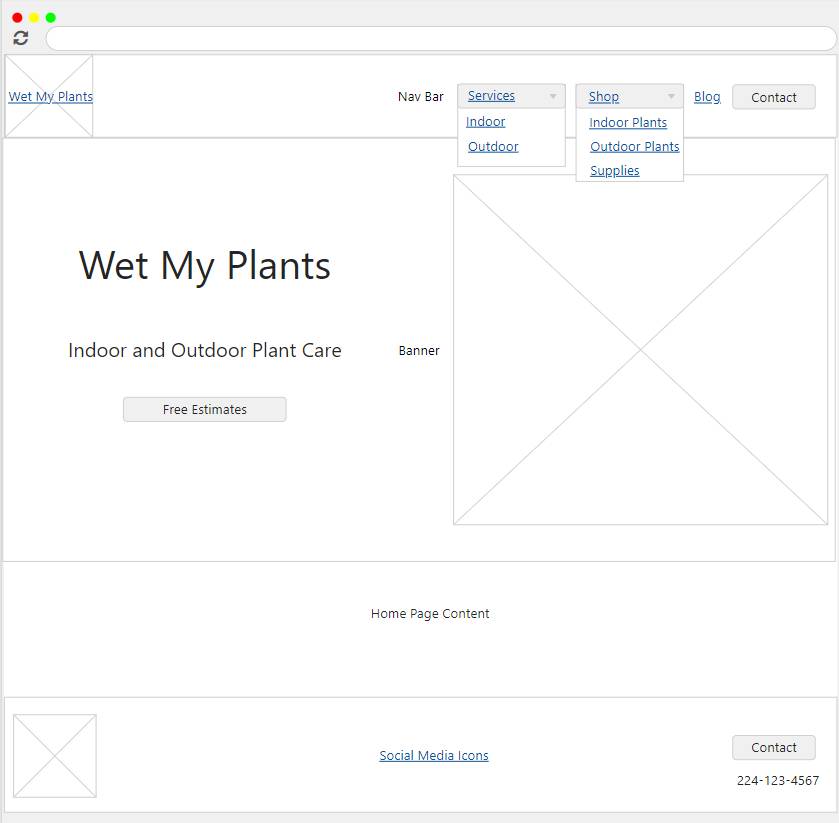 Wet My Plants
Nav Bar
Services
Indoor
Outdoor
Shop
Indoor Plants
Outdoor Plants
Supplies
Blog
Contact
Wet My Plants
Indoor and Outdoor Plant Care
Free Estimates
Banner
Home Page Content
Social Media Icons
Contact
224-123-4567